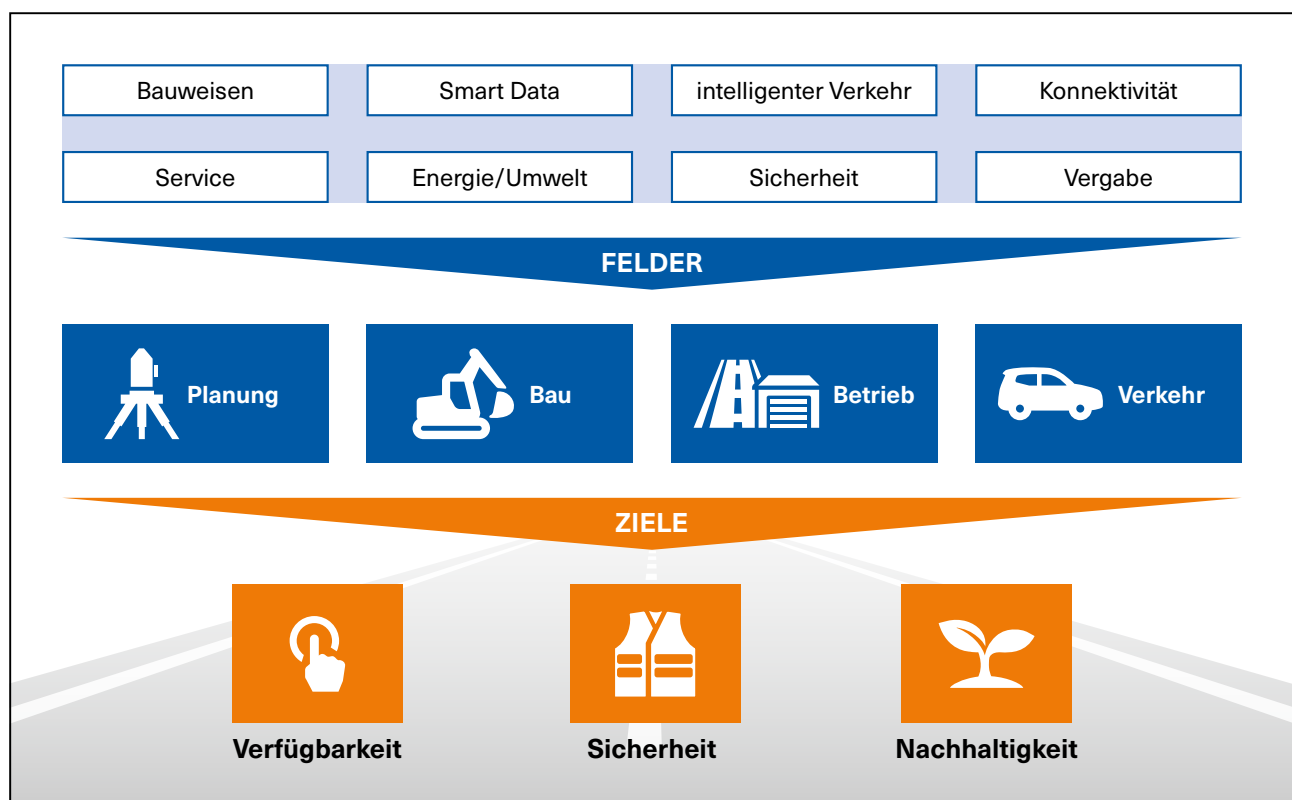 Bauweisen
Smart Data
intelligenter Verkehr
Konnektivität
Service
Energie/Umwelt
Sicherheit
Vergabe
FELDER
Planung
Bau
Betrieb
Verkehr
ZIELE
Verfügbarkeit
Sicherheit
Nachhaltigkeit